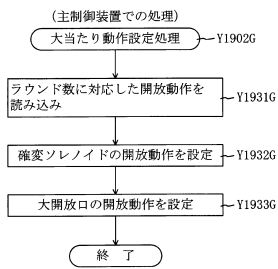 (主制御装置での処理)
大当たり動作設定処理
Y1902G
ラウンド数に対応した開放動作を
読み込み
Y1931G
確変ソレノイドの開放動作を設定
Y1932G
大開放口の開放動作を設定
Y1933G
終 了